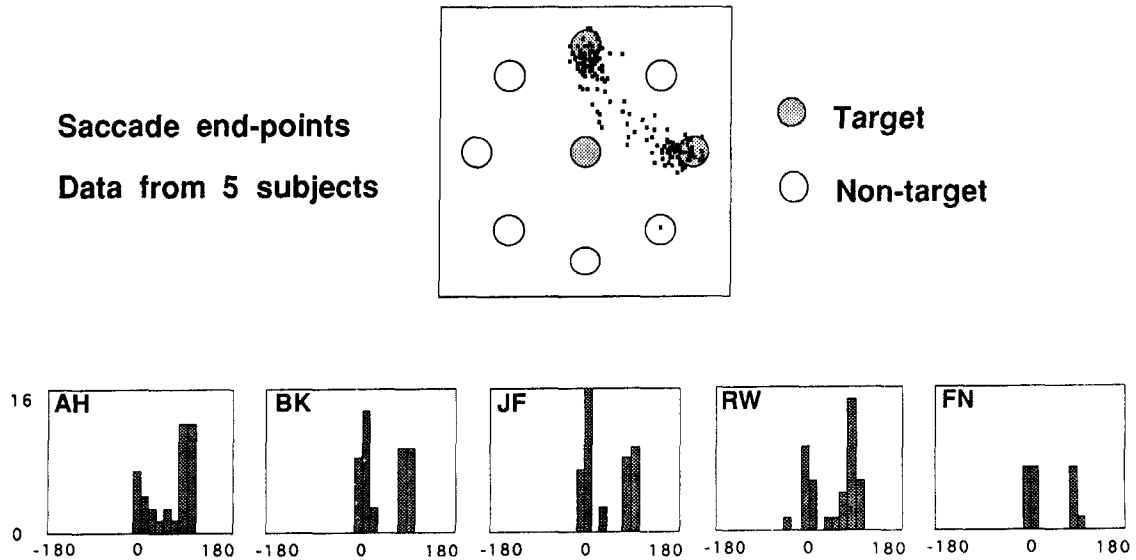 Saccade end-points
Data from 5 subjects
Target
Non-target
AH
BK
JF
RW
FN
16
0
-180 0 180
-180 0 180
-180 0 180
-180 0 180
-180 0 180